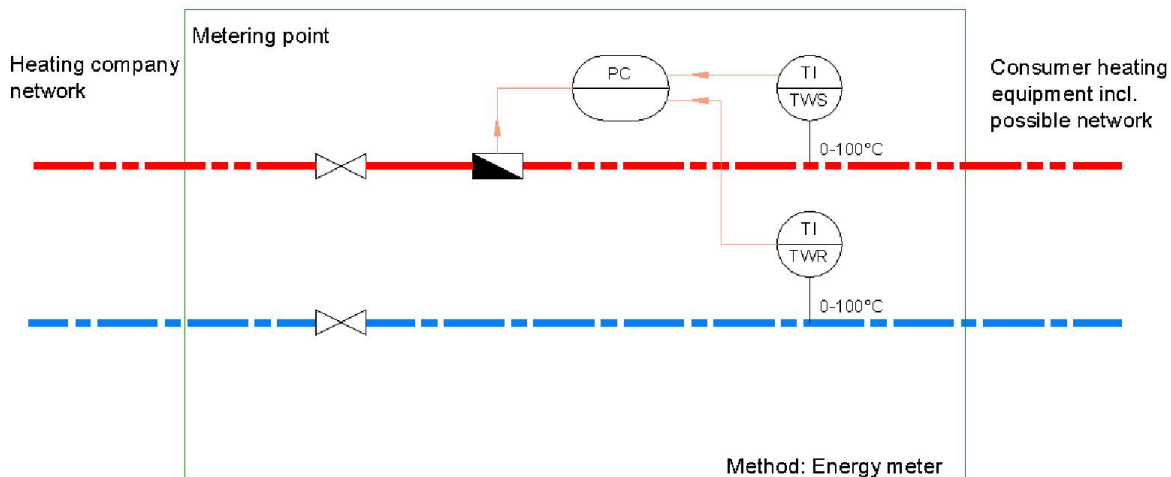 Metering point
Heating company
network
PC
TI
TWS
Consumer heating
equipment incl.
possible network
0-100°C
TI
TWR
0-100°C
Method: Energy meter